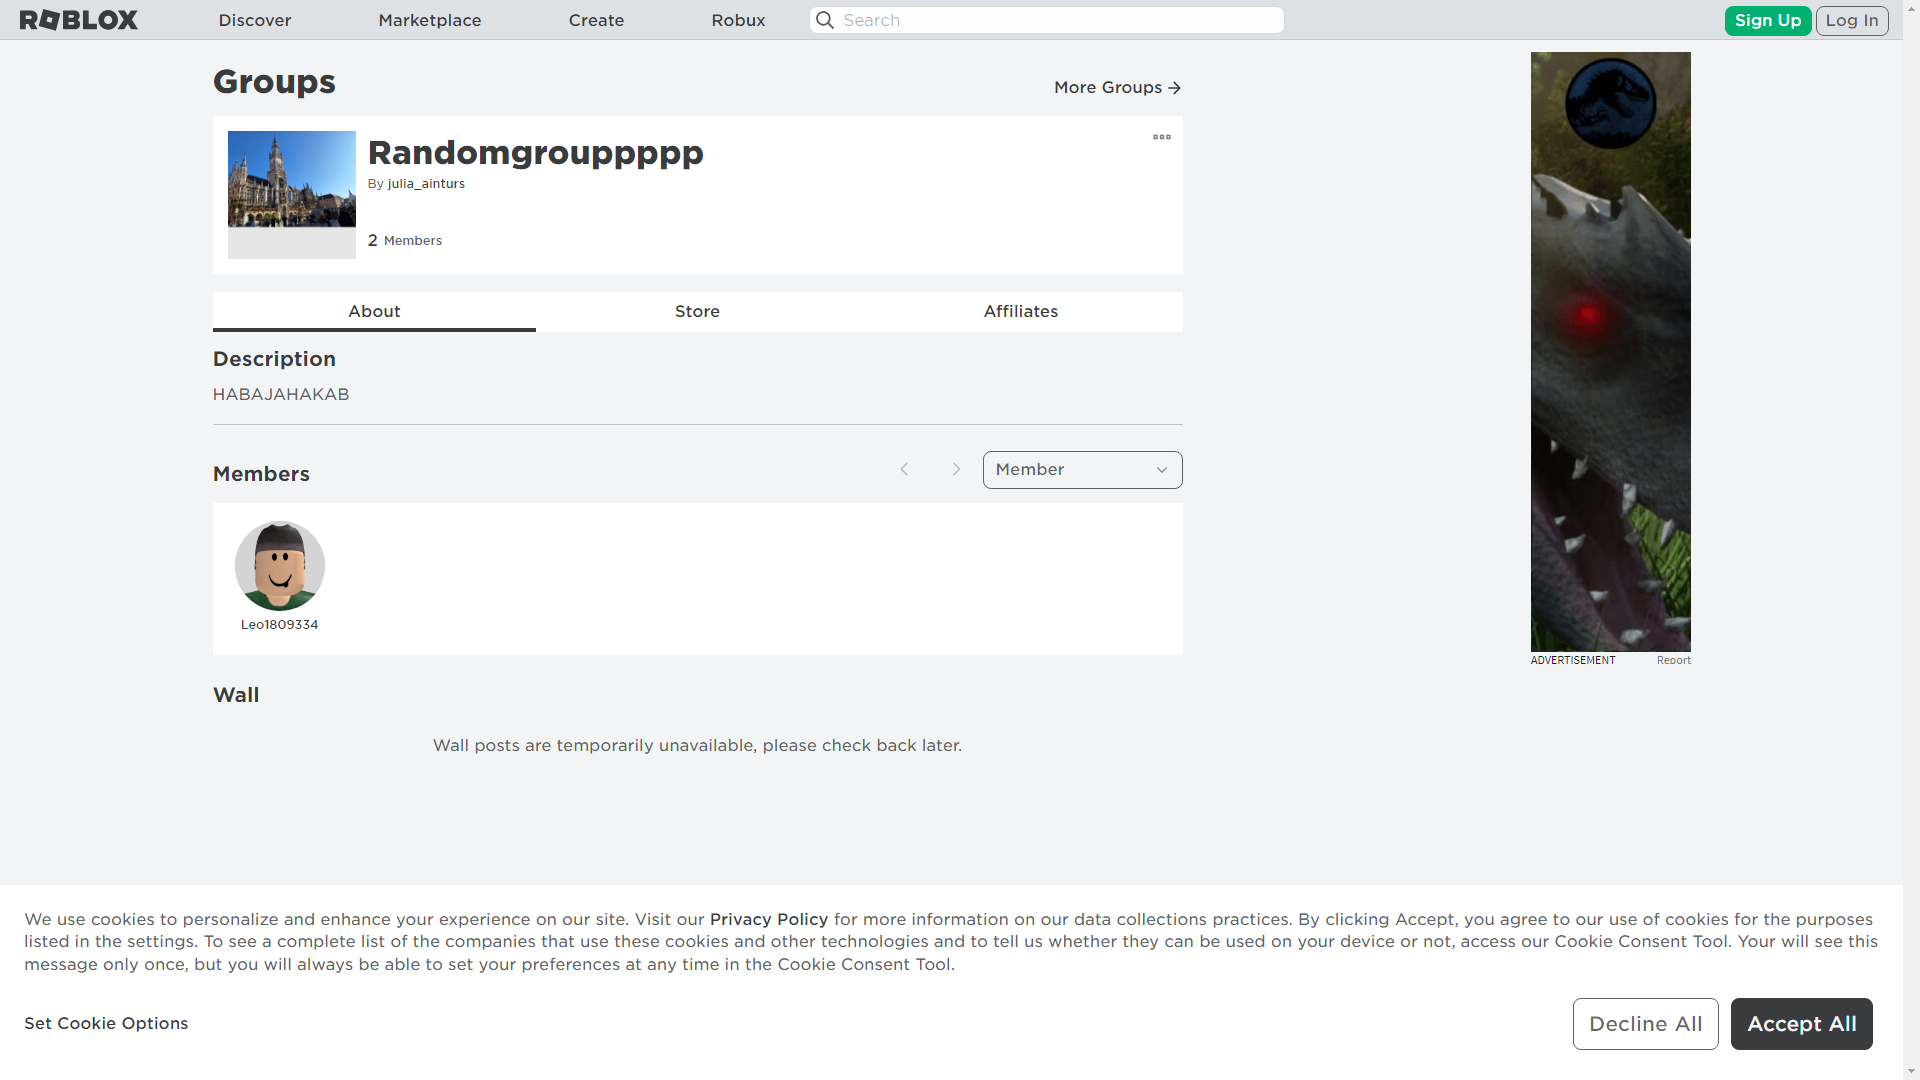 ROBLOX
Discover
Marketplace
Create
Robux
Search
Sign Up
Log In
Groups
More Groups
Randomgrouppppp
By julia_ainturs
2 Members
About
Store
Affiliates
Description
HABAJAHAKAB
Members
Member
Leo1809334
ADVERTISEMENT
Report
Wall
Wall posts are temporarily unavailable, please check back later.
We use cookies to personalize and enhance your experience on our site. Visit our Privacy Policy for more information on our data collections practices. By clicking Accept, you agree to our use of cookies for the purposes
listed in the settings. To see a complete list of the companies that use these cookies and other technologies and to tell us whether they can be used on your device or not, access our Cookie Consent Tool. Your will see this
message only once, but you will always be able to set your preferences at any time in the Cookie Consent Tool.
Set Cookie Options
Decline All
Accept All